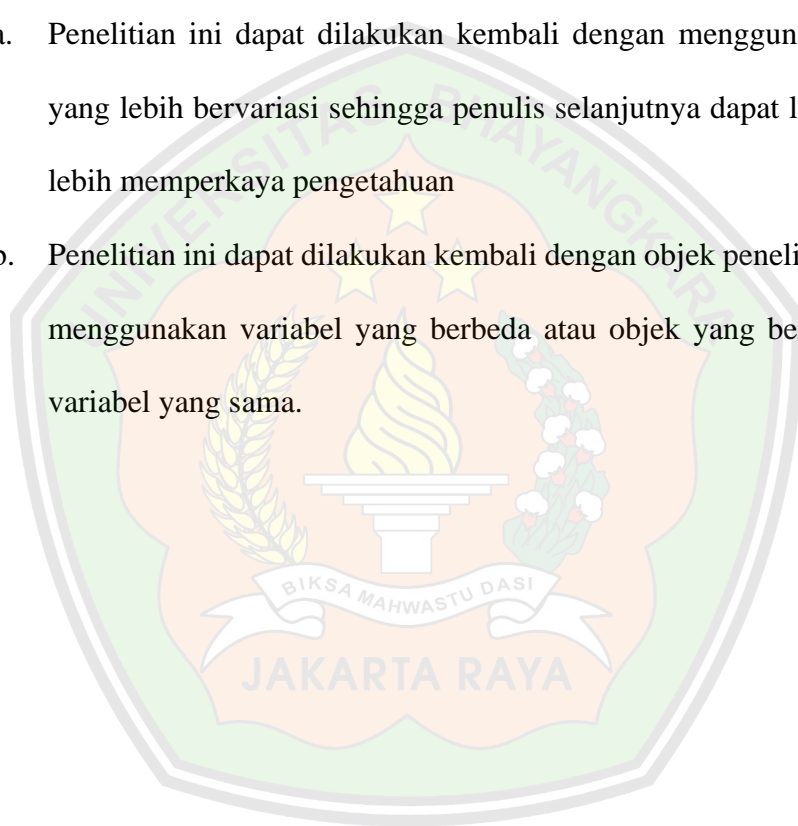 a. Penelitian ini dapat dilakukan kembali dengan menggun
yang lebih bervariasi sehingga penulis selanjutnya dapat l
lebih memperkaya pengetahuan
b. Penelitian ini dapat dilakukan kembali dengan objek peneli
menggunakan variabel yang berbeda atau objek yang be
variabel yang sama.
UNIVERSITAS BHAYANGKARA
BIKSA MAHWASTU DASI
JAKARTA RAYA